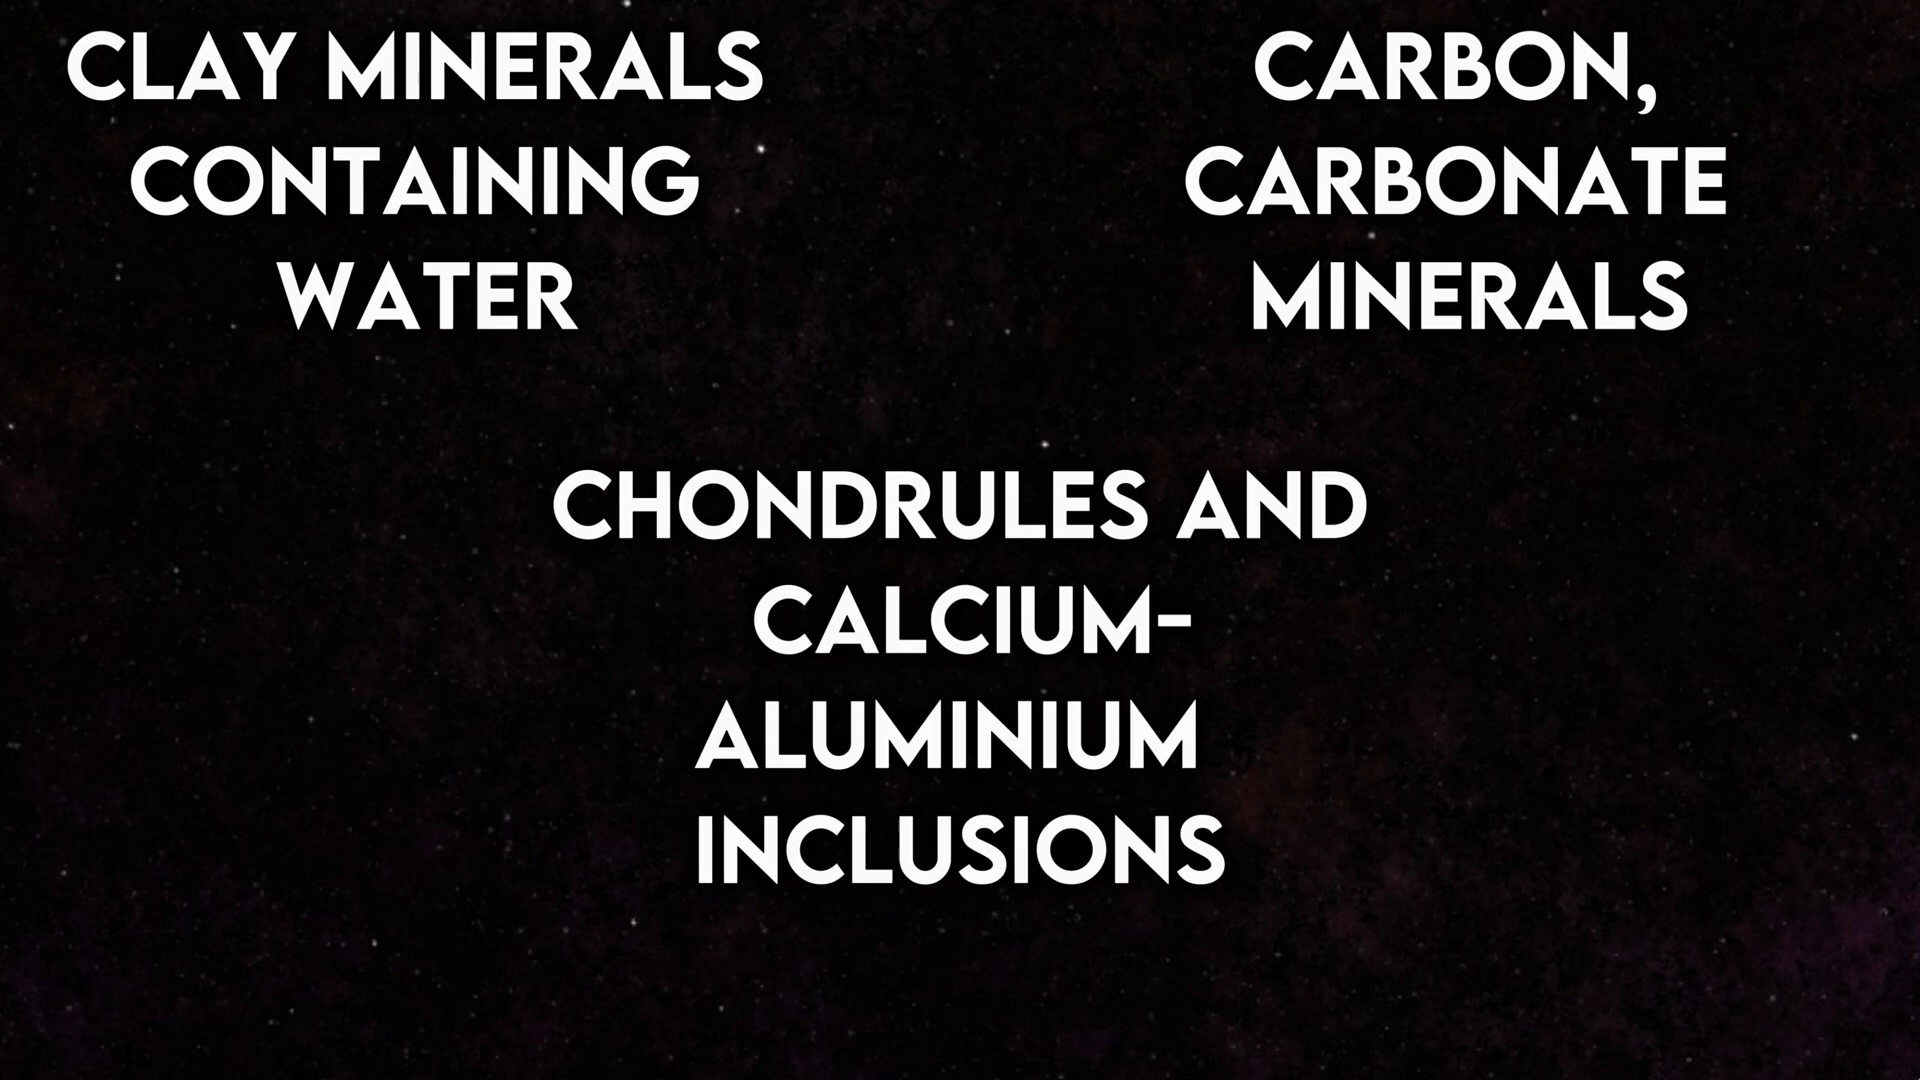 CLAY MINERALS
CONTAINING
WATER
CARBON,
CARBONATE
MINERALS
CHONDRULES AND
CALCIUM-
ALUMINIUM
INCLUSIONS